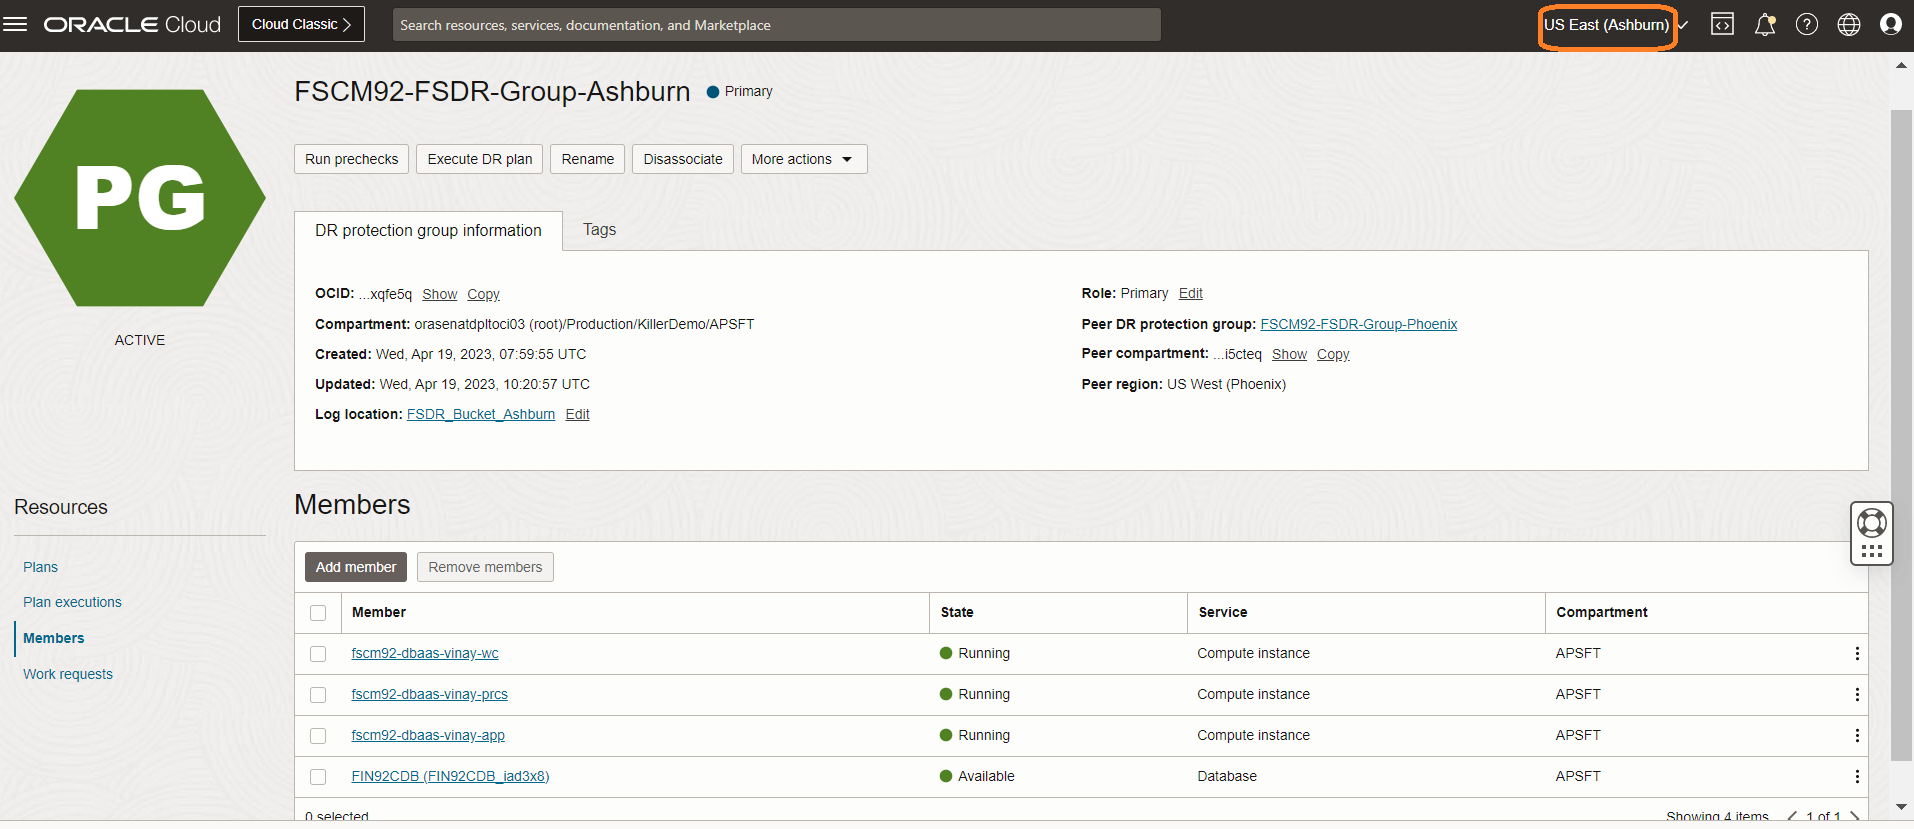 ORACLE Cloud
Cloud Classic
Search resources, services, documentation, and Marketplace
US East (Ashburn)
PG
ACTIVE
FSCM92-FSDR-Group-Ashburn
Primary
Run prechecks
Execute DR plan
Rename
Disassociate
More actions
DR protection group information
Tags
OCID: ...xqfe5q Show Copy
Compartment: orasenatdpltoci03 (root)/Production/KillerDemo/APSFT
Created: Wed, Apr 19, 2023, 07:59:55 UTC
Updated: Wed, Apr 19, 2023, 10:20:57 UTC
Log location: FSDR_Bucket_Ashburn Edit
Role: Primary Edit
Peer DR protection group: FSCM92-FSDR-Group-Phoenix
Peer compartment: ...i5cteq Show Copy
Peer region: US West (Phoenix)
Resources
Plans
Plan executions
Members
Work requests
Members
Add member
Remove members
Member State Service Compartment
fscm92-dbaas-vinay-wc Running Compute instance APSFT
fscm92-dbaas-vinay-prcs Running Compute instance APSFT
fscm92-dbaas-vinay-app Running Compute instance APSFT
FIN92CDB (FIN92CDB_iad3x8) Available Database APSFT
0 selected
Showing 4 items 1 of 1